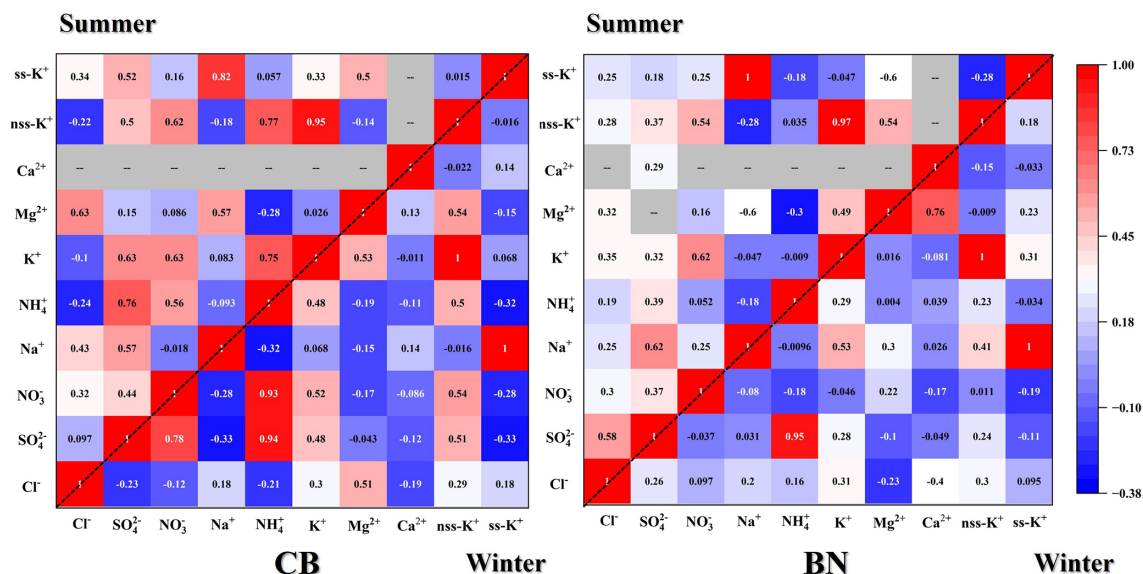 Summer
ss-K⁺ 0.34 0.52 0.16 0.82 0.057 0.33 0.5 -- 0.015 1
nss-K⁺ -0.22 0.5 0.62 -0.18 0.77 0.95 -0.14 -- 1 -0.016
Ca²⁺ -- -- -- -- -- -- -- 1 -0.022 0.14
Mg²⁺ 0.63 0.15 0.086 0.57 -0.28 0.026 1 0.13 0.54 -0.15
K⁺ -0.1 0.63 0.63 0.083 0.75 1 0.53 -0.011 1 0.068
NH₄⁺ -0.24 0.76 0.56 -0.093 1 0.48 -0.19 -0.11 0.5 -0.32
Na⁺ 0.43 0.57 -0.018 1 -0.32 0.068 -0.15 0.14 -0.016 1
NO₃⁻ 0.32 0.44 1 -0.28 0.93 0.52 -0.17 -0.086 0.54 -0.28
SO₄²⁻ 0.097 1 0.78 -0.33 0.94 0.48 -0.043 -0.12 0.51 -0.33
Cl⁻ 1 -0.23 -0.12 0.18 -0.21 0.3 0.51 -0.19 0.29 0.18
Cl⁻ SO₄²⁻ NO₃⁻ Na⁺ NH₄⁺ K⁺ Mg²⁺ Ca²⁺ nss-K⁺ ss-K⁺
CB Winter
Summer
ss-K⁺ 0.25 0.18 0.25 1 -0.18 -0.047 -0.6 -- -0.28 1
nss-K⁺ 0.28 0.37 0.54 -0.28 0.035 0.97 0.54 -- 1 0.18
Ca²⁺ -- 0.29 -- -- -- -- -- 1 -0.15 -0.033
Mg²⁺ 0.32 -- 0.16 -0.6 -0.3 0.49 1 0.76 -0.009 0.23
K⁺ 0.35 0.32 0.62 -0.047 -0.009 1 0.016 -0.081 1 0.31
NH₄⁺ 0.19 0.39 0.052 -0.18 1 0.29 0.004 0.039 0.23 -0.034
Na⁺ 0.25 0.62 0.25 1 -0.0096 0.53 0.3 0.026 0.41 1
NO₃⁻ 0.3 0.37 1 -0.08 -0.18 -0.046 0.22 -0.17 0.011 -0.19
SO₄²⁻ 0.58 1 -0.037 0.031 0.95 0.28 -0.1 -0.049 0.24 -0.11
Cl⁻ 1 0.26 0.097 0.2 0.16 0.31 -0.23 -0.4 0.3 0.095
Cl⁻ SO₄²⁻ NO₃⁻ Na⁺ NH₄⁺ K⁺ Mg²⁺ Ca²⁺ nss-K⁺ ss-K⁺
BN Winter
1.00
0.73
0.45
0.18
−0.10
−0.38